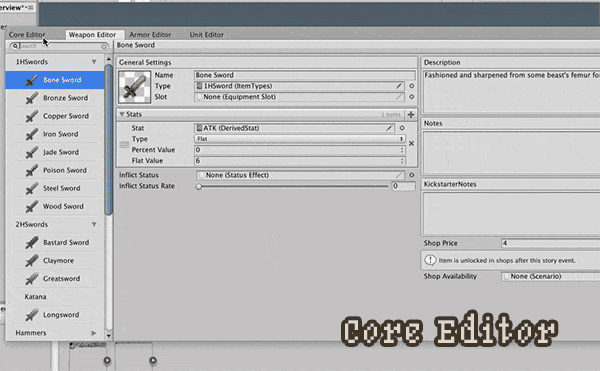 erview*
Core Editor Weapon Editor Armor Editor Unit Editor
Search
Bone Sword
1HSwords
Bone Sword
Bronze Sword
Copper Sword
Iron Sword
Jade Sword
Poison Sword
Steel Sword
Wood Sword
2HSwords
Bastard Sword
Claymore
Greatsword
Katana
Longsword
Hammers
General Settings
Name Bone Sword
Type 1HSword (ItemTypes)
Slot None (Equipment Slot)
Stats 1 items
Stat ATK (DerivedStat)
Type Flat
Percent Value 0
Flat Value 6
Inflict Status None (Status Effect)
Inflict Status Rate 0
Description
Fashioned and sharpened from some beast's femur fo
Notes
KickstarterNotes
Shop Price 4
Item is unlocked in shops after this story event.
Shop Availability None (Scenario)
Core Editor